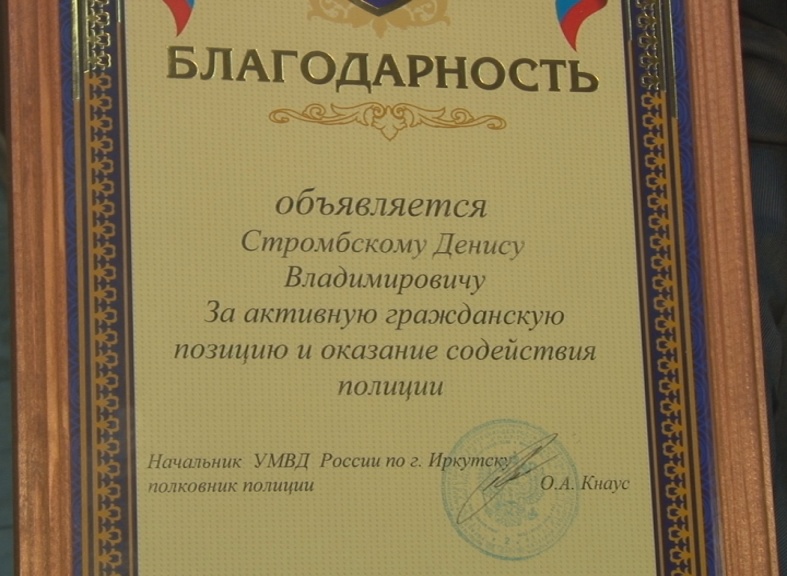 БЛАГОДАРНОСТЬ
объявляется
Стромбскому Денису
Владимировичу
За активную гражданскую
позицию и оказание содействия
полиции
Начальник УМВД России по г. Иркутску
полковник полиции О.А. Кнаус